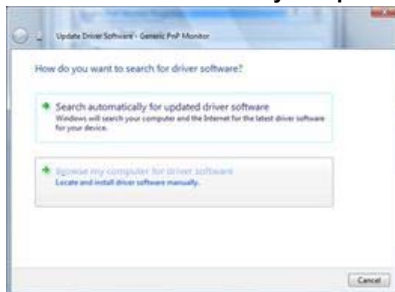 Update Driver Software - Generic PnP Monitor
How do you want to search for driver software?
Search automatically for updated driver software
Windows will search your computer and the Internet for the latest driver software
for your device.
Browse my computer for driver software
Locate and install driver software manually.
Cancel